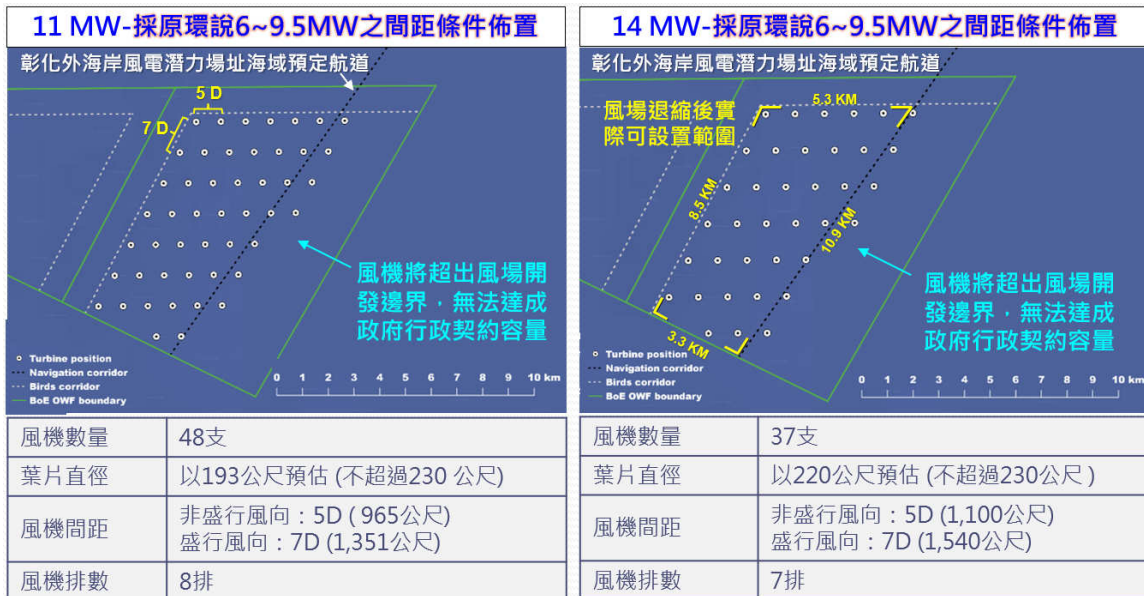 11 MW-採原環說6~9.5MW之間距條件佈置
彰化外海岸風電潛力場址海域預定航道
5 D
7 D
風機將超出風場開
發邊界，無法達成
政府行政契約容量
Turbine position
Navigation corridor
Birds corridor
BoE OWF boundary
0 1 2 3 4 5 6 7 8 9 10 km
風機數量 48支
葉片直徑 以193公尺預估 (不超過230 公尺)
風機間距 非盛行風向：5D ( 965公尺)
盛行風向：7D (1,351公尺)
風機排數 8排
14 MW-採原環說6~9.5MW之間距條件佈置
彰化外海岸風電潛力場址海域預定航道
風場退縮後實
際可設置範圍
5.3 KM
8.5 KM
10.9 KM
3.3 KM
風機將超出風場開
發邊界，無法達成
政府行政契約容量
Turbine position
Navigation corridor
Birds corridor
BoE OWF boundary
0 1 2 3 4 5 6 7 8 9 10 km
風機數量 37支
葉片直徑 以220公尺預估 (不超過230公尺 )
風機間距 非盛行風向：5D (1,100公尺)
盛行風向：7D (1,540公尺)
風機排數 7排